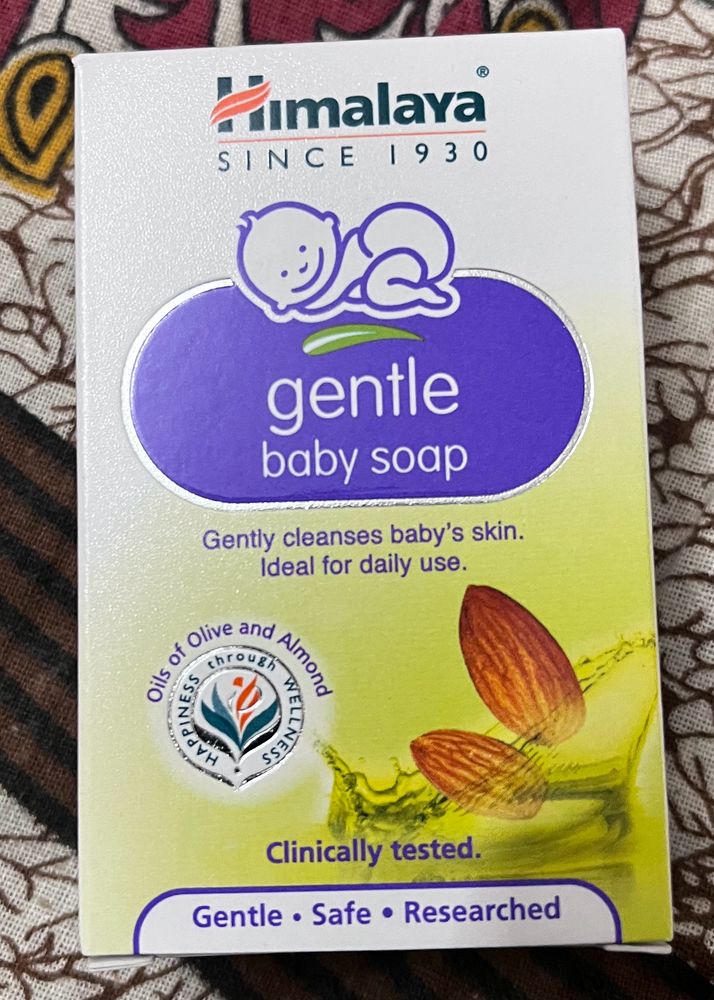 Himalaya®
SINCE 1930
gentle
baby soap
Gently cleanses baby's skin.
Ideal for daily use.
Oils of Olive and Almond
HAPPINESS through WELLNESS
Clinically tested.
Gentle • Safe • Researched